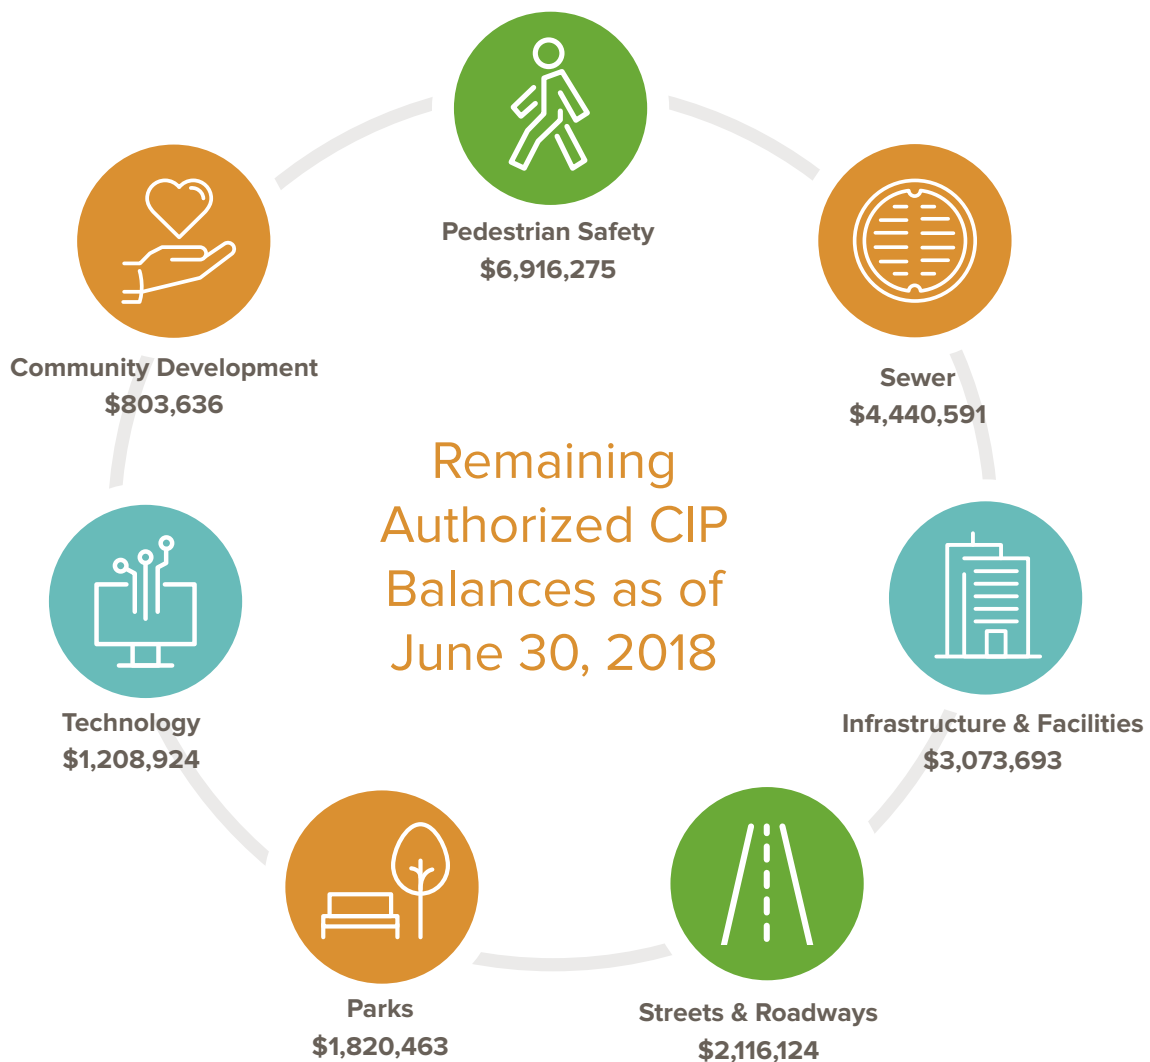 Pedestrian Safety
$6,916,275
Sewer
$4,440,591
Infrastructure & Facilities
$3,073,693
Streets & Roadways
$2,116,124
Parks
$1,820,463
Technology
$1,208,924
Community Development
$803,636
Remaining
Authorized CIP
Balances as of
June 30, 2018